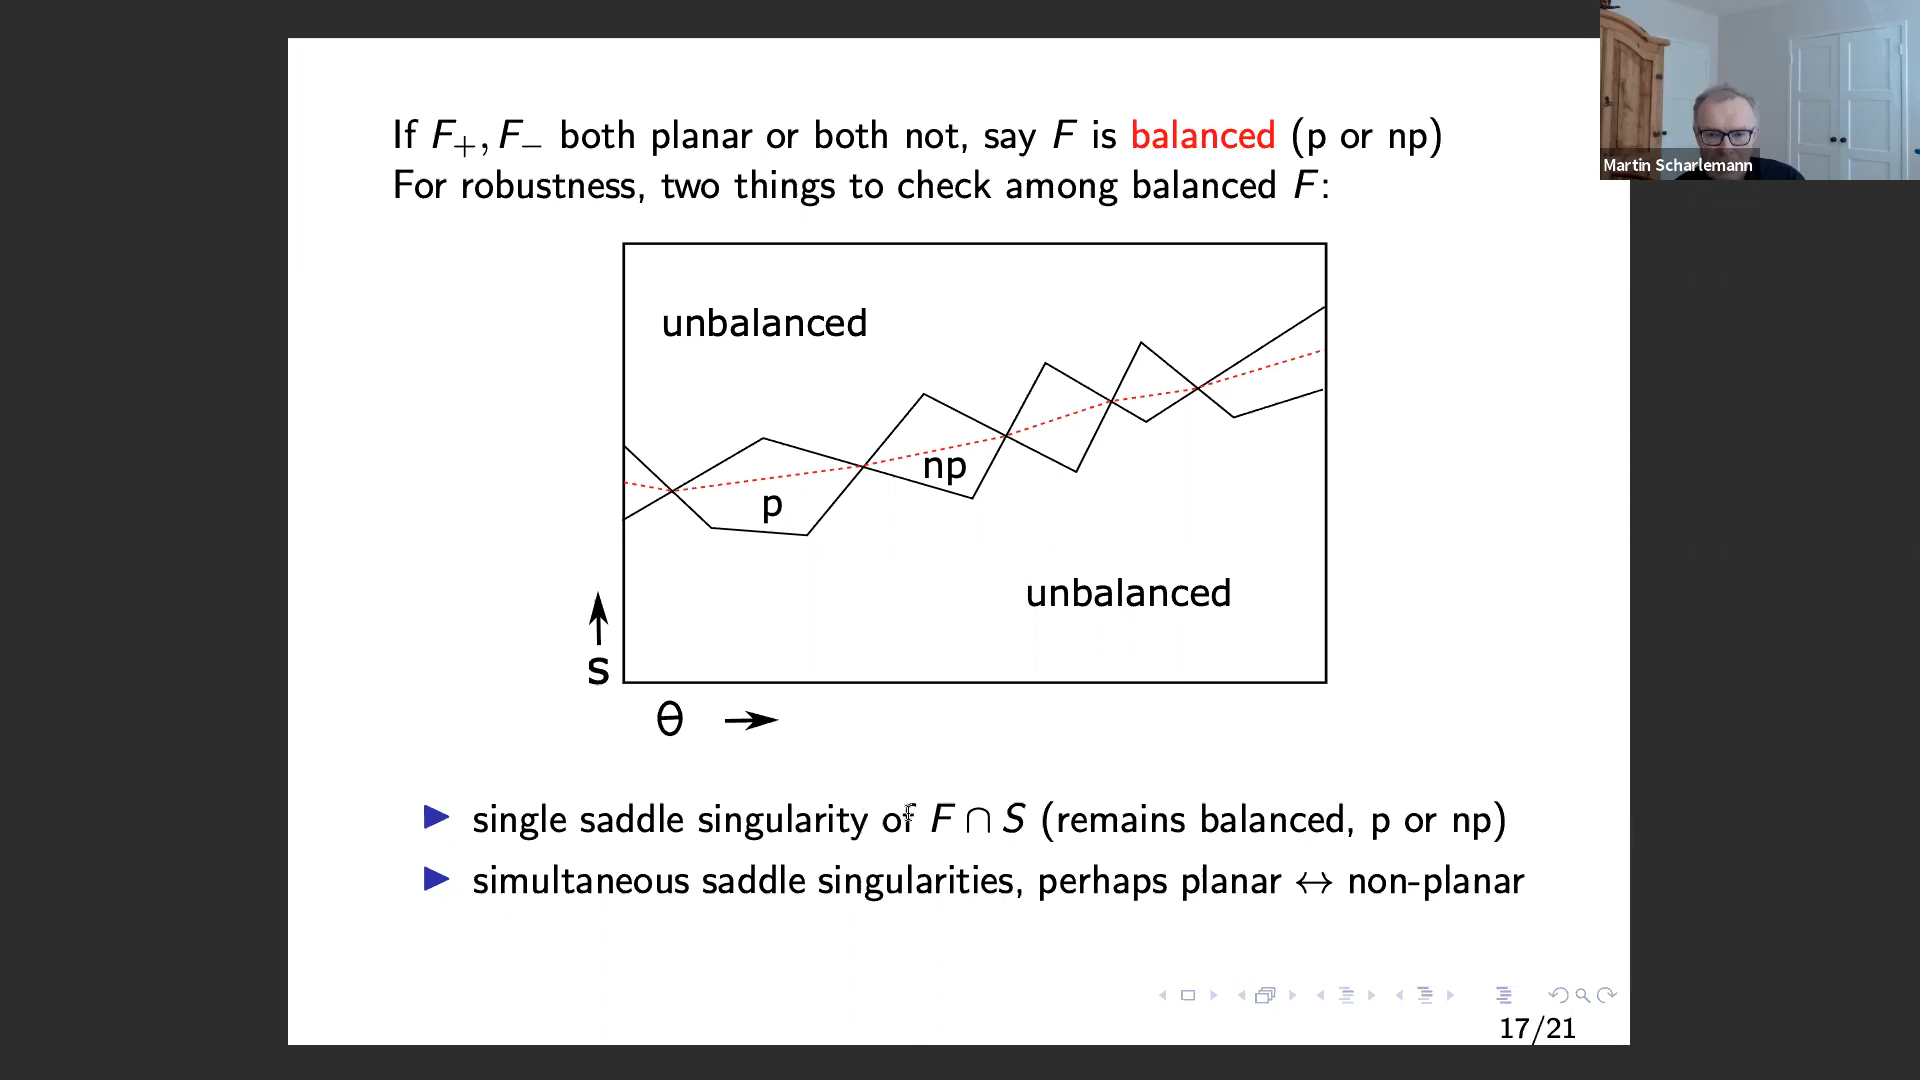 If F₊, F₋ both planar or both not, say F is balanced (p or np)
For robustness, two things to check among balanced F:
Martin Scharlemann
unbalanced
np
p
unbalanced
s
θ
single saddle singularity of F ∩ S (remains balanced, p or np)
simultaneous saddle singularities, perhaps planar ↔ non-planar
17/21